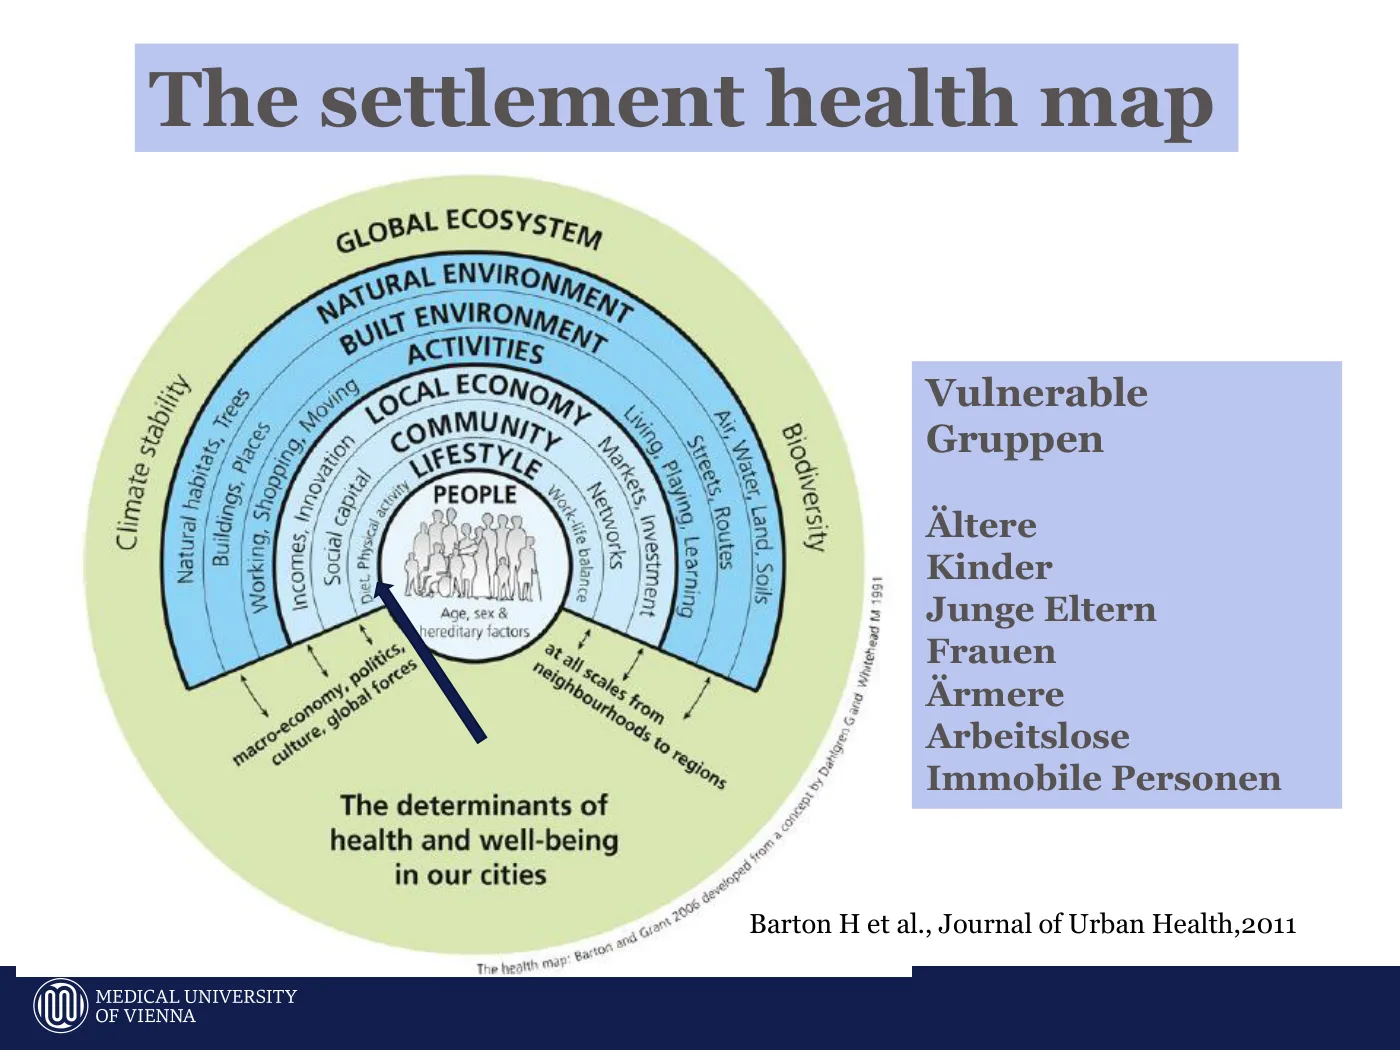 The settlement health map
GLOBAL ECOSYSTEM
NATURAL ENVIRONMENT
BUILT ENVIRONMENT
ACTIVITIES
LOCAL ECONOMY
COMMUNITY
LIFESTYLE
PEOPLE
Age, sex &
hereditary factors
Climate stability
Natural habitats, Trees
Buildings, Places
Working, Shopping, Moving
Incomes, Innovation
Social capital
Diet, Physical activity
Work-life balance
Networks
Markets, Investment
Living, Playing, Learning
Streets, Routes
Air, Water, Land, Soils
Biodiversity
macro-economy, politics,
culture, global forces
at all scales from
neighbourhoods to regions
The determinants of
health and well-being
in our cities
The health map: Barton and Grant 2006 developed from a concept by Dahlgren G and Whitehead M 1991
Vulnerable
Gruppen
Ältere
Kinder
Junge Eltern
Frauen
Ärmere
Arbeitslose
Immobile Personen
Barton H et al., Journal of Urban Health,2011
MEDICAL UNIVERSITY
OF VIENNA